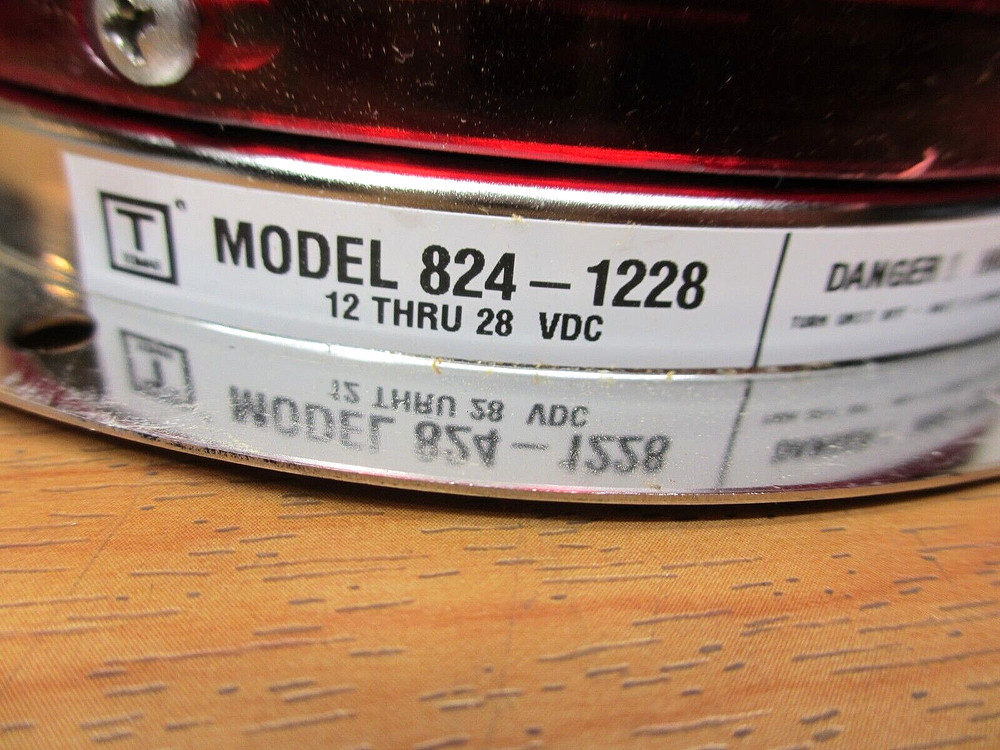 T
MODEL 824-1228
12 THRU 28 VDC
DANGER!